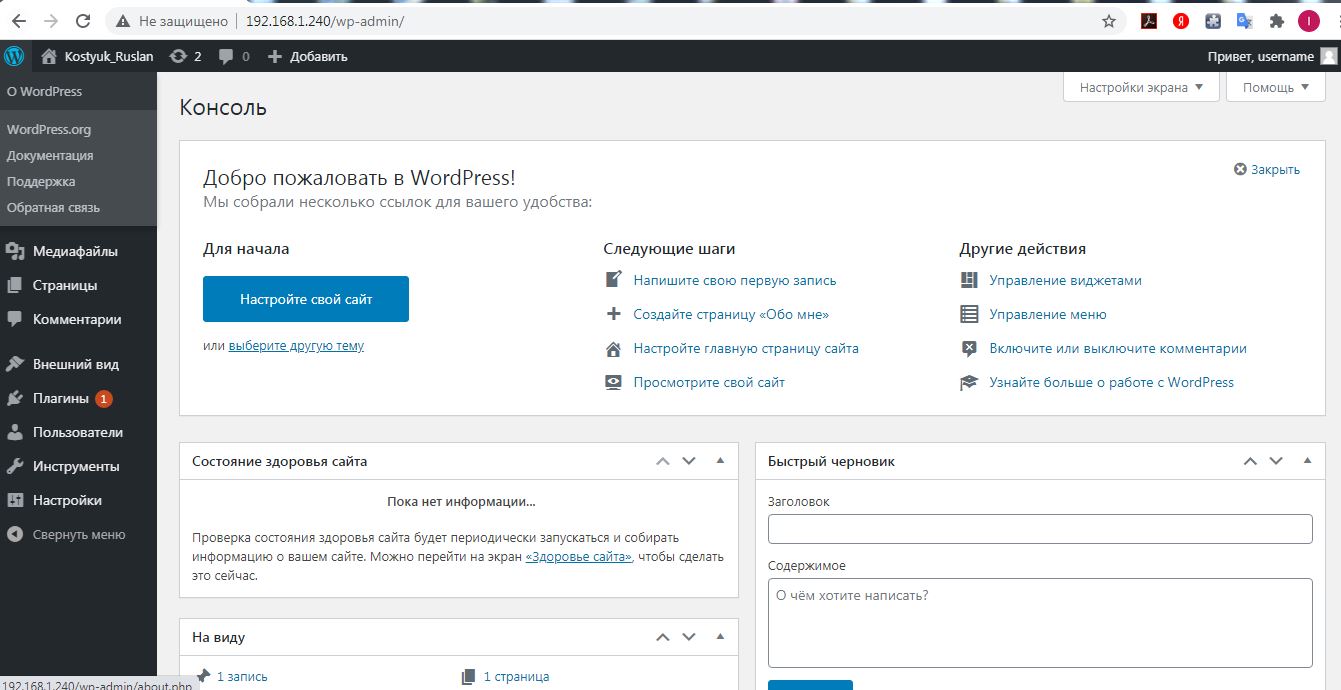 Не защищено
192.168.1.240/wp-admin/
Я
I
Kostyuk_Ruslan
2
0
Добавить
Привет, username
О WordPress
WordPress.org
Документация
Поддержка
Обратная связь
Медиафайлы
Страницы
Комментарии
Внешний вид
Плагины 1
Пользователи
Инструменты
Настройки
Свернуть меню
Настройки экрана
Помощь
Консоль
Добро пожаловать в WordPress!
Мы собрали несколько ссылок для вашего удобства:
Закрыть
Для начала
Настройте свой сайт
или выберите другую тему
Следующие шаги
Напишите свою первую запись
Создайте страницу «Обо мне»
Настройте главную страницу сайта
Просмотрите свой сайт
Другие действия
Управление виджетами
Управление меню
Включите или выключите комментарии
Узнайте больше о работе с WordPress
Состояние здоровья сайта
Пока нет информации…
Проверка состояния здоровья сайта будет периодически запускаться и собирать
информацию о вашем сайте. Можно перейти на экран «Здоровье сайта», чтобы сделать
это сейчас.
На виду
1 запись
1 страница
Быстрый черновик
Заголовок
Содержимое
О чём хотите написать?
192.168.1.240/wp-admin/about.php